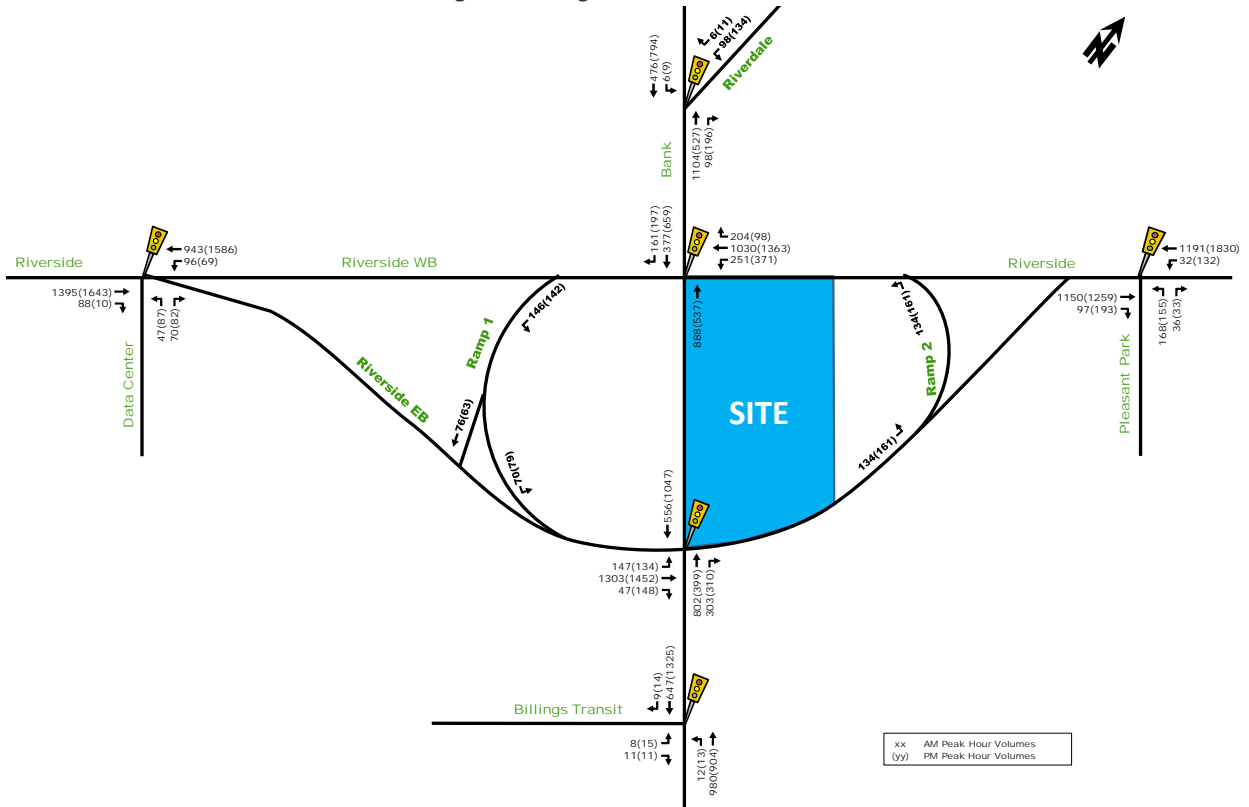 6(11)
98(134)
Riverdale
476(794)
6(9)
N
Bank
1104(527)
98(196)
161(197)
377(659)
204(98)
1030(1363)
251(371)
943(1586)
96(69)
1191(1830)
32(132)
Riverside
Riverside WB
Riverside
1395(1643)
88(10)
47(87)
70(82)
146(142)
888(537)
134(161)
1150(1259)
97(193)
168(155)
36(33)
Data Center
Ramp 1
Riverside EB
Ramp 2
Pleasant Park
SITE
76(63)
70(79)
134(161)
556(1047)
147(134)
1303(1452)
47(148)
802(399)
303(310)
9(14)
647(1325)
Billings Transit
8(15)
11(11)
12(13)
980(904)
xx AM Peak Hour Volumes
(yy) PM Peak Hour Volumes